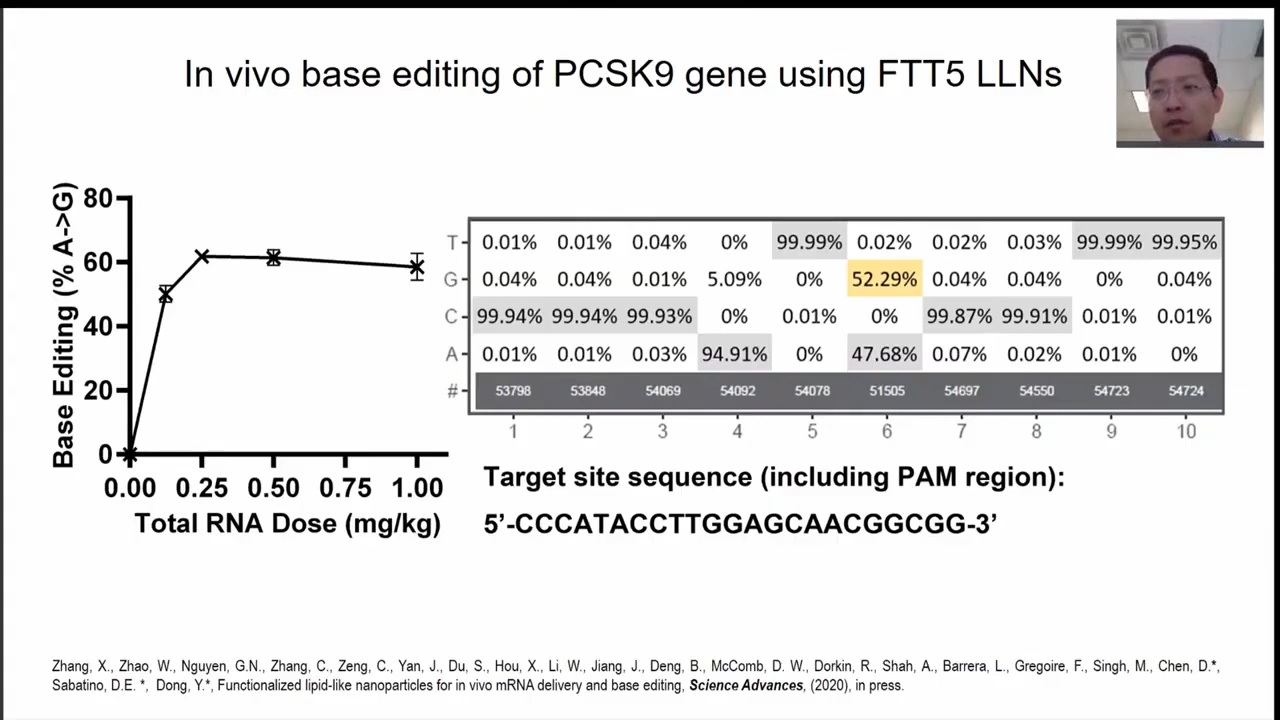 In vivo base editing of PCSK9 gene using FTT5 LLNs
Base Editing (% A->G)
80
60
40
20
0
0.00 0.25 0.50 0.75 1.00
Total RNA Dose (mg/kg)
T 0.01% 0.01% 0.04% 0% 99.99% 0.02% 0.02% 0.03% 99.99% 99.95%
G 0.04% 0.04% 0.01% 5.09% 0% 52.29% 0.04% 0.04% 0% 0.04%
C 99.94% 99.94% 99.93% 0% 0.01% 0% 99.87% 99.91% 0.01% 0.01%
A 0.01% 0.01% 0.03% 94.91% 0% 47.68% 0.07% 0.02% 0.01% 0%
# 53798 53848 54069 54092 54078 51505 54697 54550 54723 54724
1 2 3 4 5 6 7 8 9 10
Target site sequence (including PAM region):
5’-CCCATACCTTGGAGCAACGGCGG-3’
Zhang, X., Zhao, W., Nguyen, G.N., Zhang, C., Zeng, C., Yan, J., Du, S., Hou, X., Li, W., Jiang, J., Deng, B., McComb, D. W., Dorkin, R., Shah, A., Barrera, L., Gregoire, F., Singh, M., Chen, D.*,
Sabatino, D.E. *, Dong, Y.*, Functionalized lipid-like nanoparticles for in vivo mRNA delivery and base editing, Science Advances, (2020), in press.